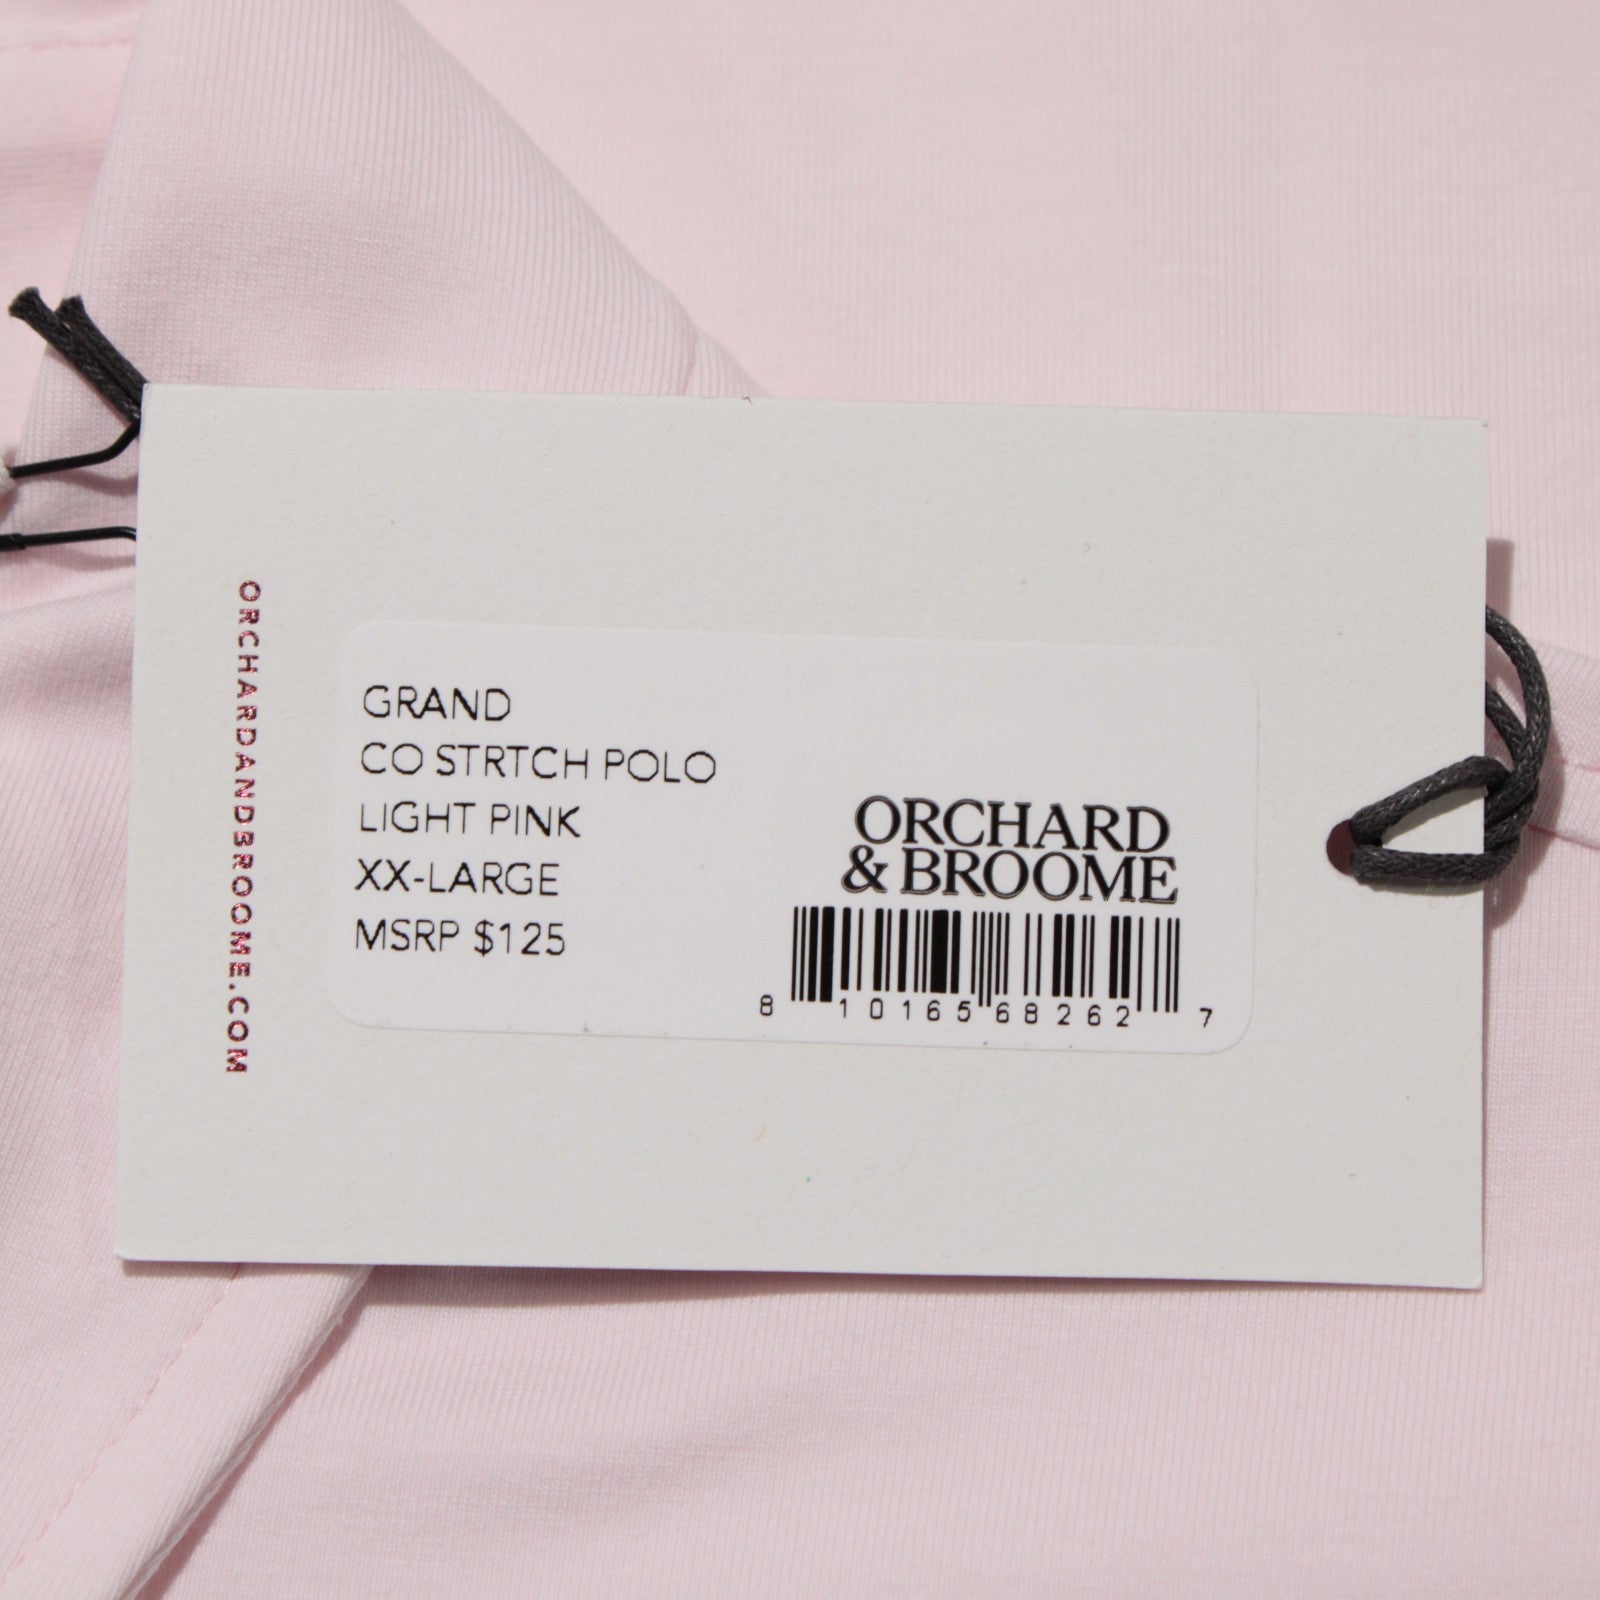 ORCHARDANDBROOME.COM
GRAND
CO STRTCH POLO
LIGHT PINK
XX-LARGE
MSRP $125
ORCHARD
& BROOME
8 10165 68262 7